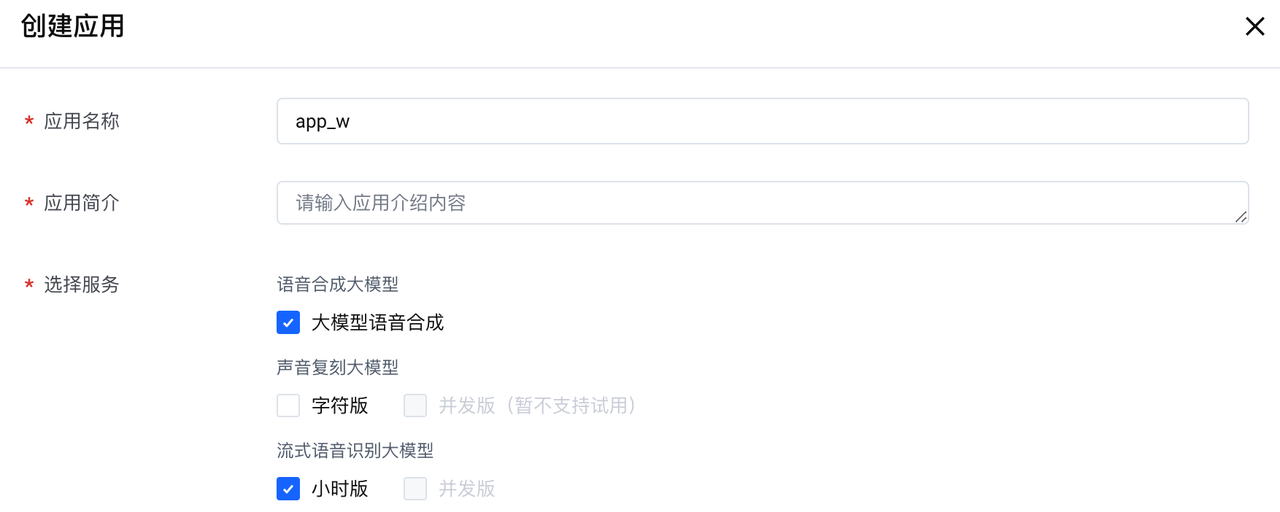 创建应用
* 应用名称 app_w
* 应用简介 请输入应用介绍内容
* 选择服务 语音合成大模型
大模型语音合成
声音复刻大模型
字符版 并发版（暂不支持试用）
流式语音识别大模型
小时版 并发版